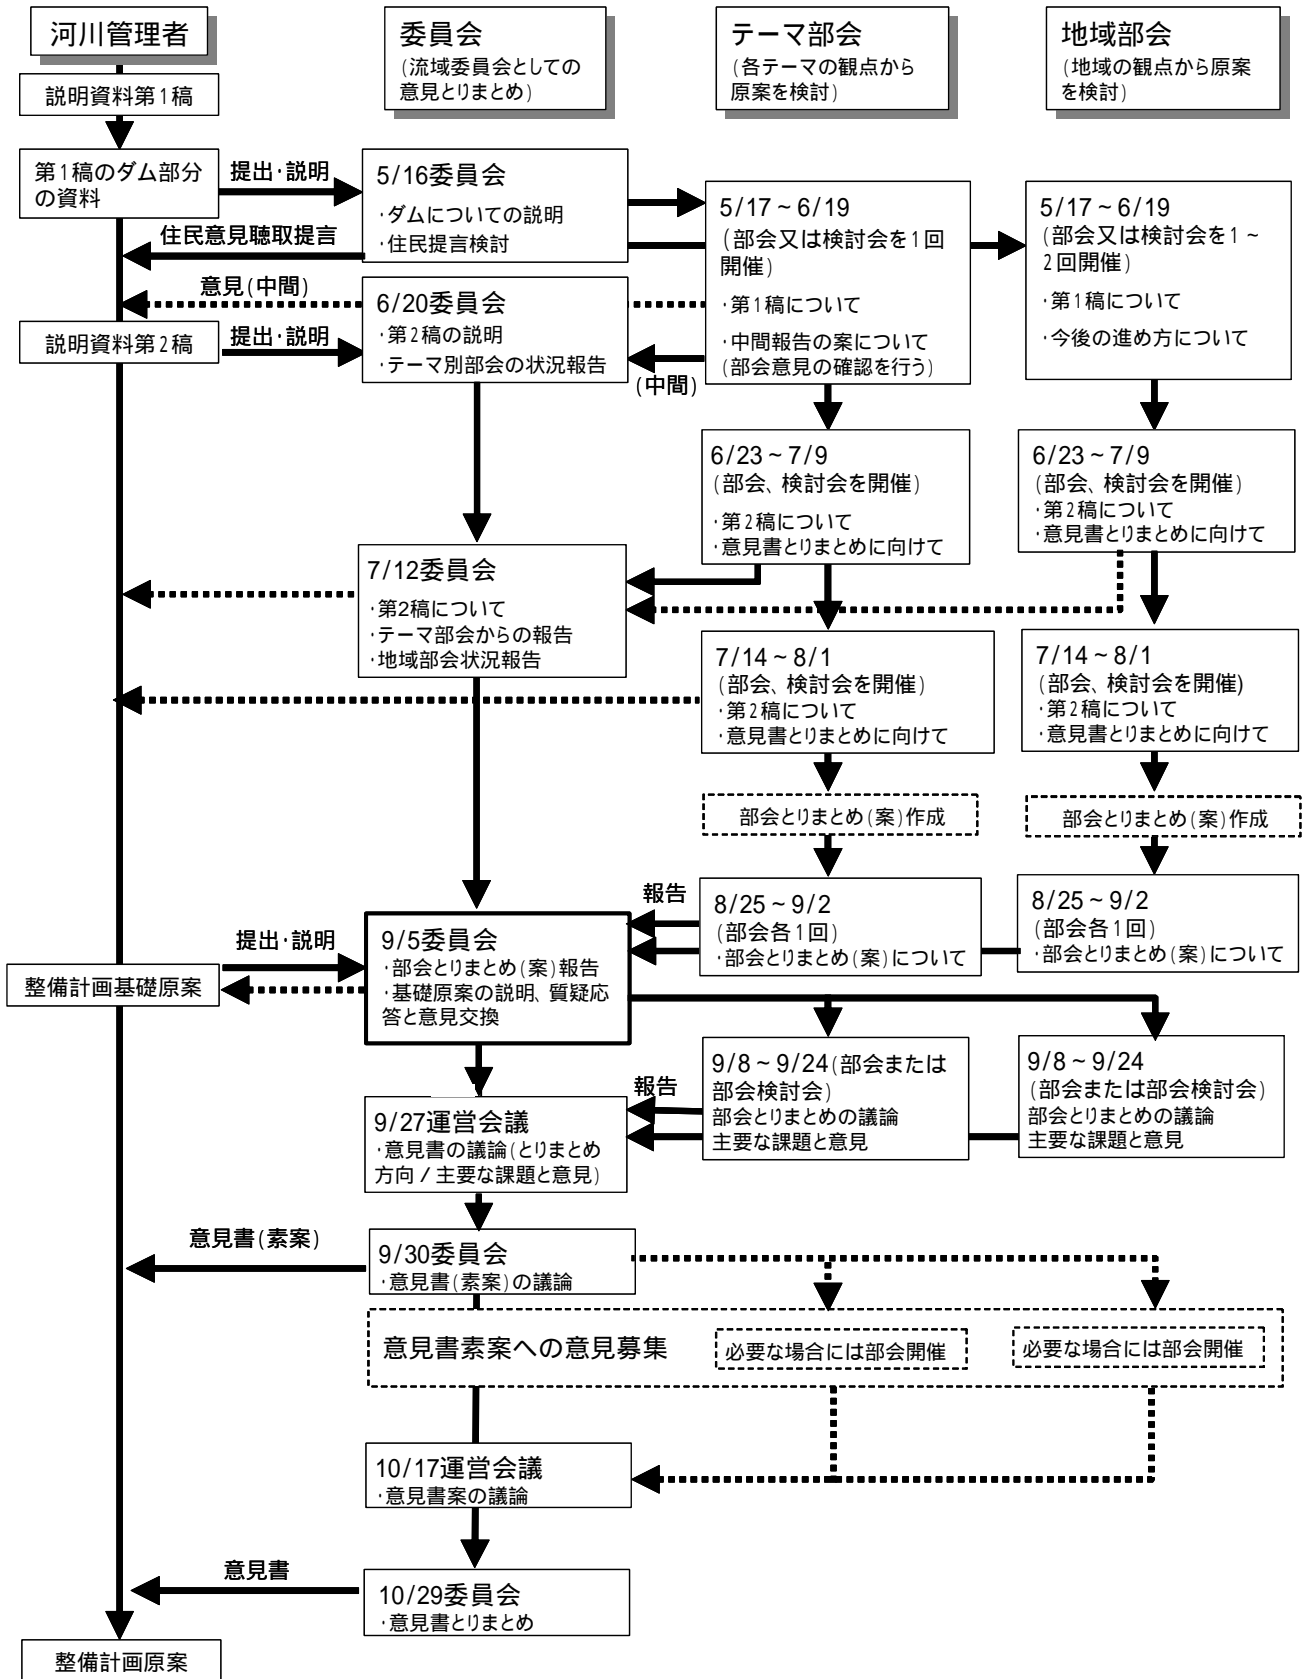 河川管理者
委員会
(流域委員会としての
意見とりまとめ)
テーマ部会
(各テーマの観点から
原案を検討)
地域部会
(地域の観点から原案
を検討)
説明資料第1稿
第1稿のダム部分
の資料
提出・説明
5/16委員会
・ダムについての説明
・住民提言検討
5/17~6/19
(部会又は検討会を1回
開催)
・第1稿について
・中間報告の案について
(部会意見の確認を行う)
5/17~6/19
(部会又は検討会を1~
2回開催)
・第1稿について
・今後の進め方について
住民意見聴取提言
意見(中間)
説明資料第2稿
提出・説明
6/20委員会
・第2稿の説明
・テーマ別部会の状況報告
(中間)
6/23~7/9
(部会、検討会を開催)
・第2稿について
・意見書とりまとめに向けて
6/23~7/9
(部会、検討会を開催)
・第2稿について
・意見書とりまとめに向けて
7/12委員会
・第2稿について
・テーマ部会からの報告
・地域部会状況報告
7/14~8/1
(部会、検討会を開催)
・第2稿について
・意見書とりまとめに向けて
7/14~8/1
(部会、検討会を開催)
・第2稿について
・意見書とりまとめに向けて
部会とりまとめ(案)作成
部会とりまとめ(案)作成
報告
8/25~9/2
(部会各1回)
・部会とりまとめ(案)について
8/25~9/2
(部会各1回)
・部会とりまとめ(案)について
整備計画基礎原案
提出・説明
9/5委員会
・部会とりまとめ(案)報告
・基礎原案の説明、質疑応
答と意見交換
9/8~9/24(部会または
部会検討会)
部会とりまとめの議論
主要な課題と意見
9/8~9/24
(部会または部会検討会)
部会とりまとめの議論
主要な課題と意見
報告
9/27運営会議
・意見書の議論(とりまとめ
方向/主要な課題と意見)
意見書(素案)
9/30委員会
・意見書(素案)の議論
意見書素案への意見募集
必要な場合には部会開催
必要な場合には部会開催
10/17運営会議
・意見書案の議論
意見書
10/29委員会
・意見書とりまとめ
整備計画原案